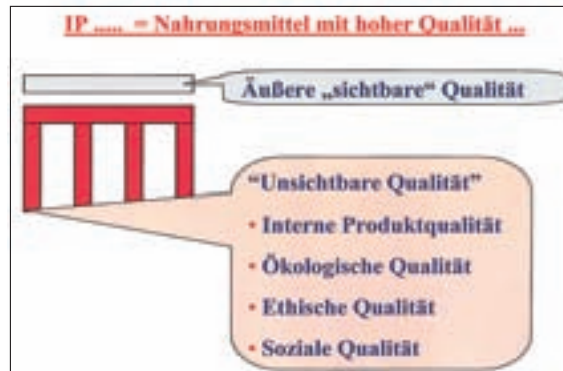 IP ..... = Nahrungsmittel mit hoher Qualität ...
Äußere „sichtbare“ Qualität
“Unsichtbare Qualität”
• Interne Produktqualität
• Ökologische Qualität
• Ethische Qualität
• Soziale Qualität